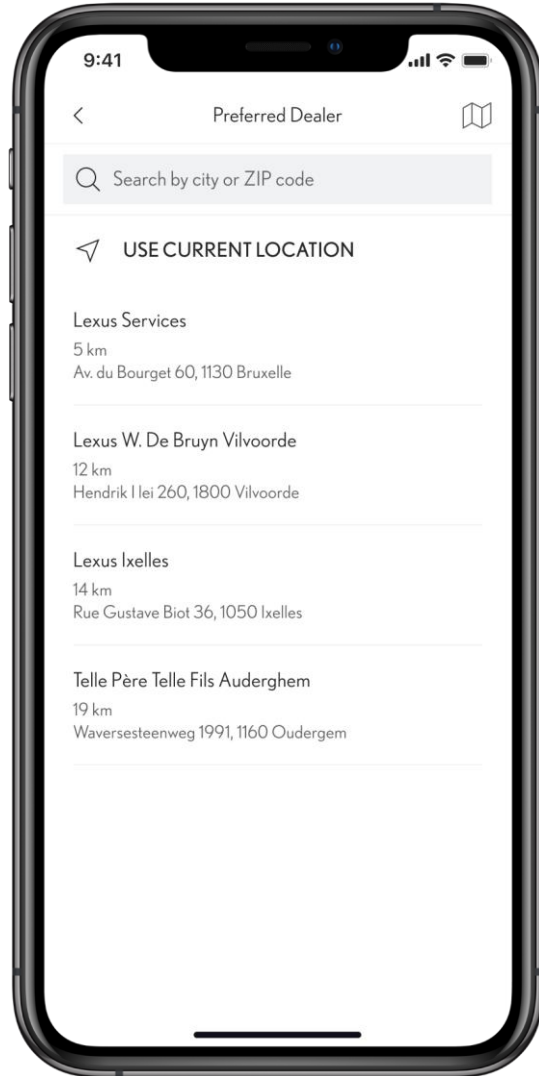 9:41
Preferred Dealer
Search by city or ZIP code
USE CURRENT LOCATION
Lexus Services
5 km
Av. du Bourget 60, 1130 Bruxelle
Lexus W. De Bruyn Vilvoorde
12 km
Hendrik I lei 260, 1800 Vilvoorde
Lexus Ixelles
14 km
Rue Gustave Biot 36, 1050 Ixelles
Telle Père Telle Fils Auderghem
19 km
Waversesteenweg 1991, 1160 Oudergem